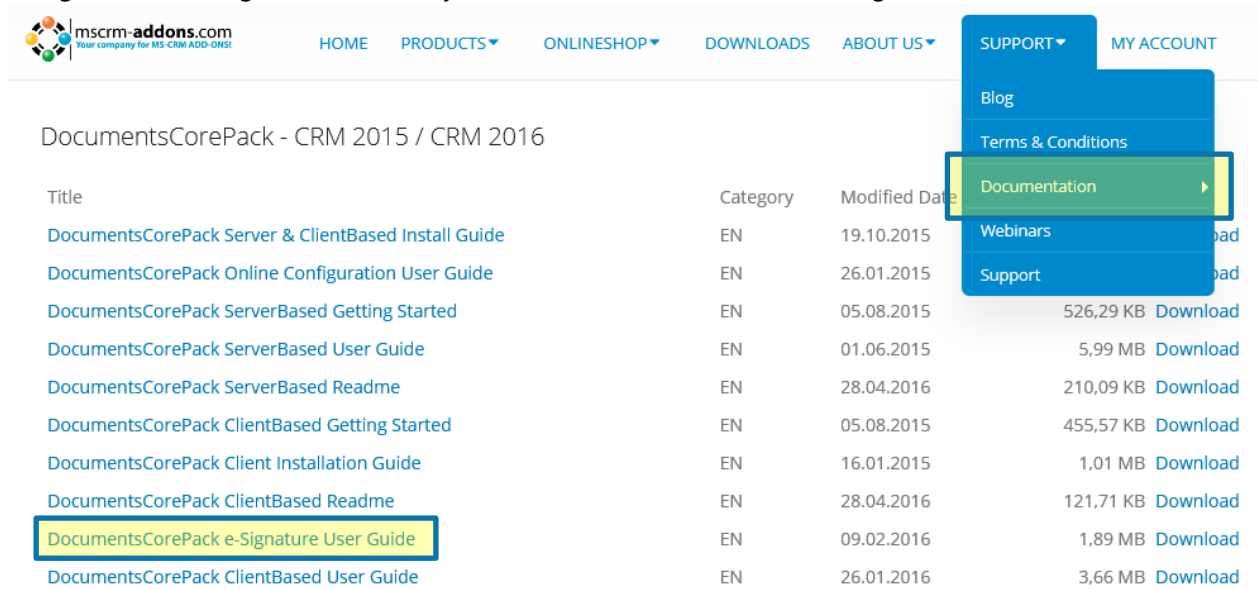 mscrm-addons.com
Your company for MS-CRM ADD-ONS!
HOME PRODUCTS ONLINESHOP DOWNLOADS ABOUT US SUPPORT MY ACCOUNT
Blog
Terms & Conditions
Documentation
Webinars
Support
DocumentsCorePack - CRM 2015 / CRM 2016
Title Category Modified Date
DocumentsCorePack Server & ClientBased Install Guide EN 19.10.2015
DocumentsCorePack Online Configuration User Guide EN 26.01.2015
DocumentsCorePack ServerBased Getting Started EN 05.08.2015 526,29 KB Download
DocumentsCorePack ServerBased User Guide EN 01.06.2015 5,99 MB Download
DocumentsCorePack ServerBased Readme EN 28.04.2016 210,09 KB Download
DocumentsCorePack ClientBased Getting Started EN 05.08.2015 455,57 KB Download
DocumentsCorePack Client Installation Guide EN 16.01.2015 1,01 MB Download
DocumentsCorePack ClientBased Readme EN 28.04.2016 121,71 KB Download
DocumentsCorePack e-Signature User Guide EN 09.02.2016 1,89 MB Download
DocumentsCorePack ClientBased User Guide EN 26.01.2016 3,66 MB Download